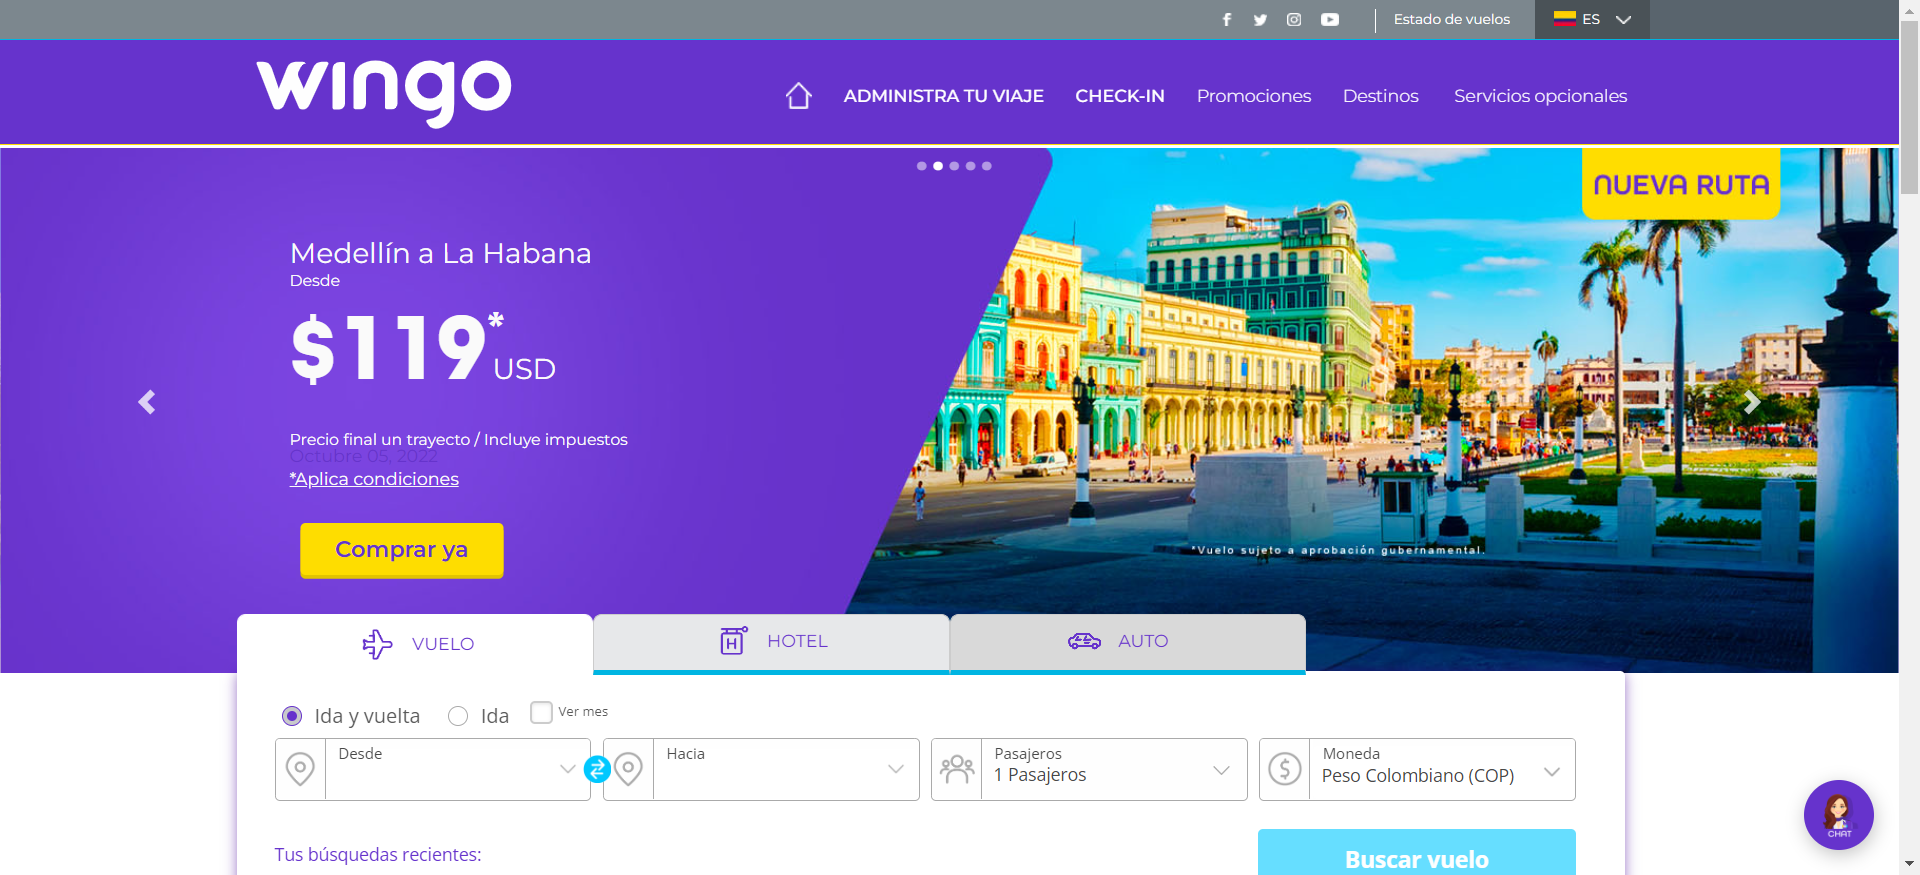 Estado de vuelos
ES
wingo
ADMINISTRA TU VIAJE
CHECK-IN
Promociones
Destinos
Servicios opcionales
NUEVA RUTA
Medellín a La Habana
Desde
$119*
USD
Precio final un trayecto / Incluye impuestos
Octubre 05, 2022
*Aplica condiciones
*Vuelo sujeto a aprobación gubernamental.
Comprar ya
VUELO
HOTEL
AUTO
Ida y vuelta
Ida
Ver mes
Desde
Hacia
Pasajeros
1 Pasajeros
Moneda
Peso Colombiano (COP)
CHAT
Tus búsquedas recientes:
Buscar vuelo